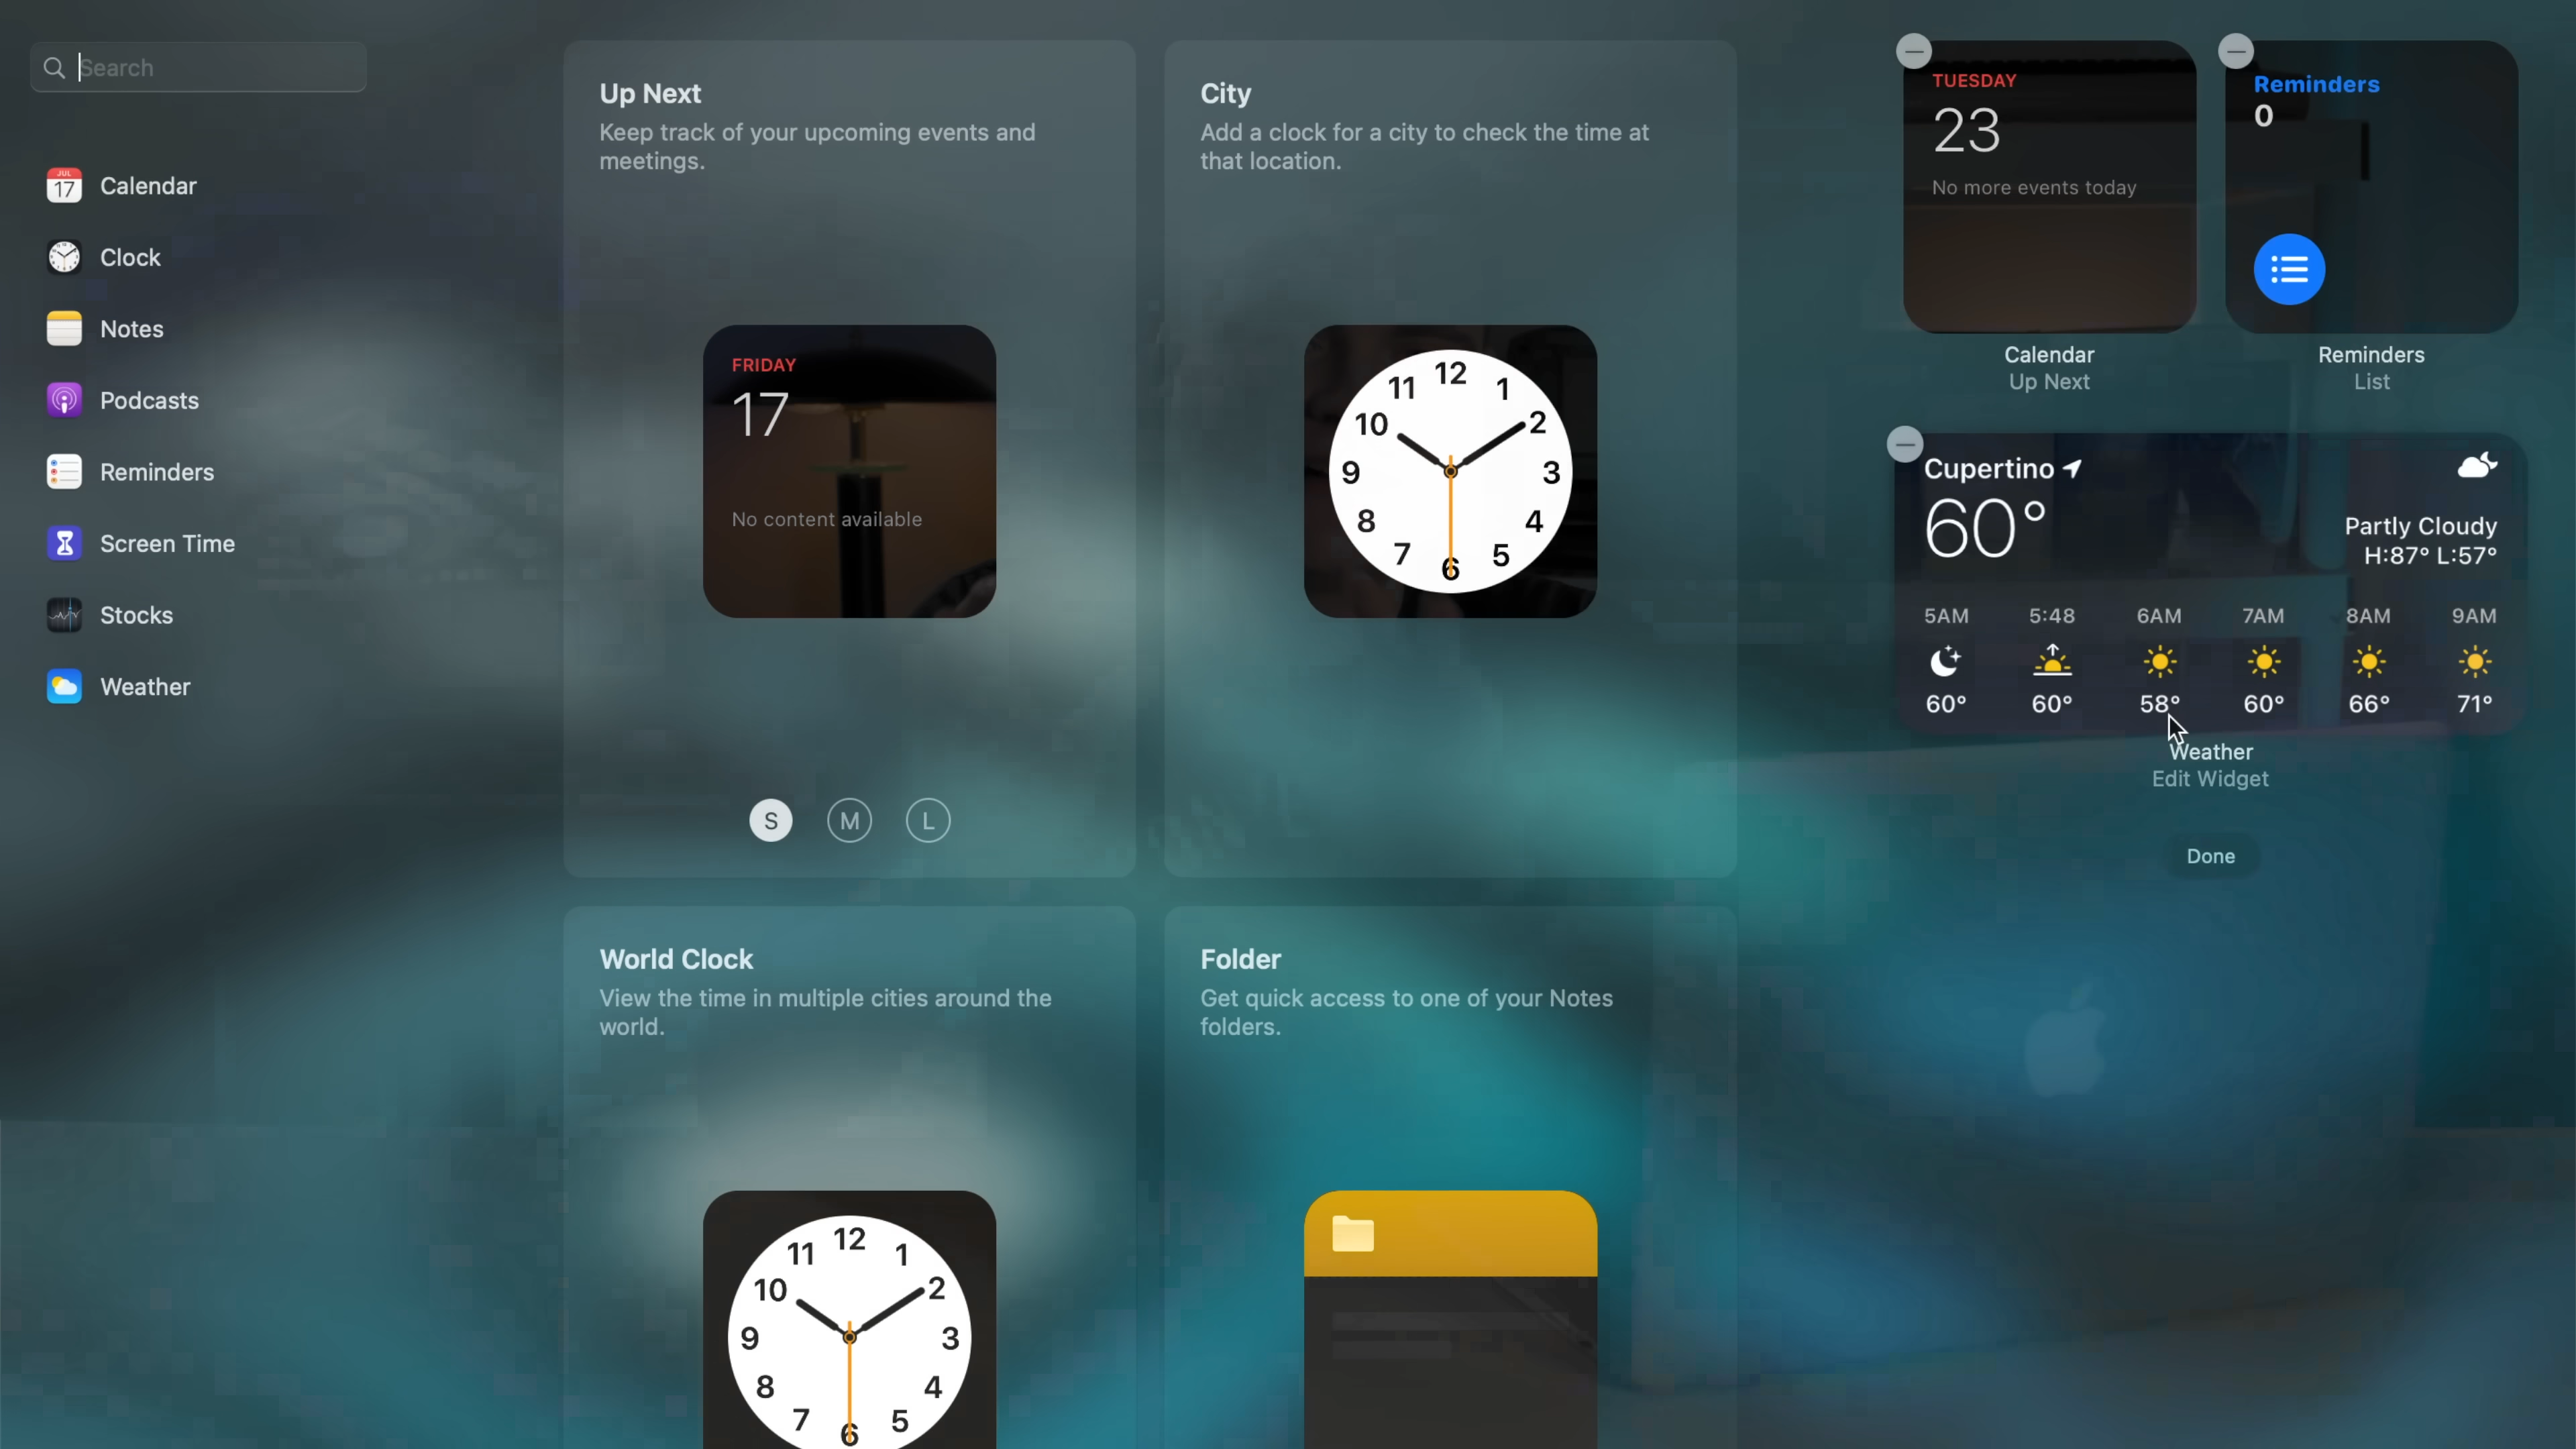 Search
JUL
17
Calendar
Clock
Notes
Podcasts
Reminders
Screen Time
Stocks
Weather
Up Next
Keep track of your upcoming events and
meetings.
FRIDAY
17
No content available
S M L
City
Add a clock for a city to check the time at
that location.
12
11 1
10 2
9 3
8 4
7 5
6
World Clock
View the time in multiple cities around the
world.
12
11 1
10 2
9 3
8 4
7 5
6
Folder
Get quick access to one of your Notes
folders.
TUESDAY
23
No more events today
Calendar
Up Next
Reminders
0
Reminders
List
Cupertino
60°
Partly Cloudy
H:87° L:57°
5AM 5:48 6AM 7AM 8AM 9AM
60° 60° 58° 60° 66° 71°
Weather
Edit Widget
Done